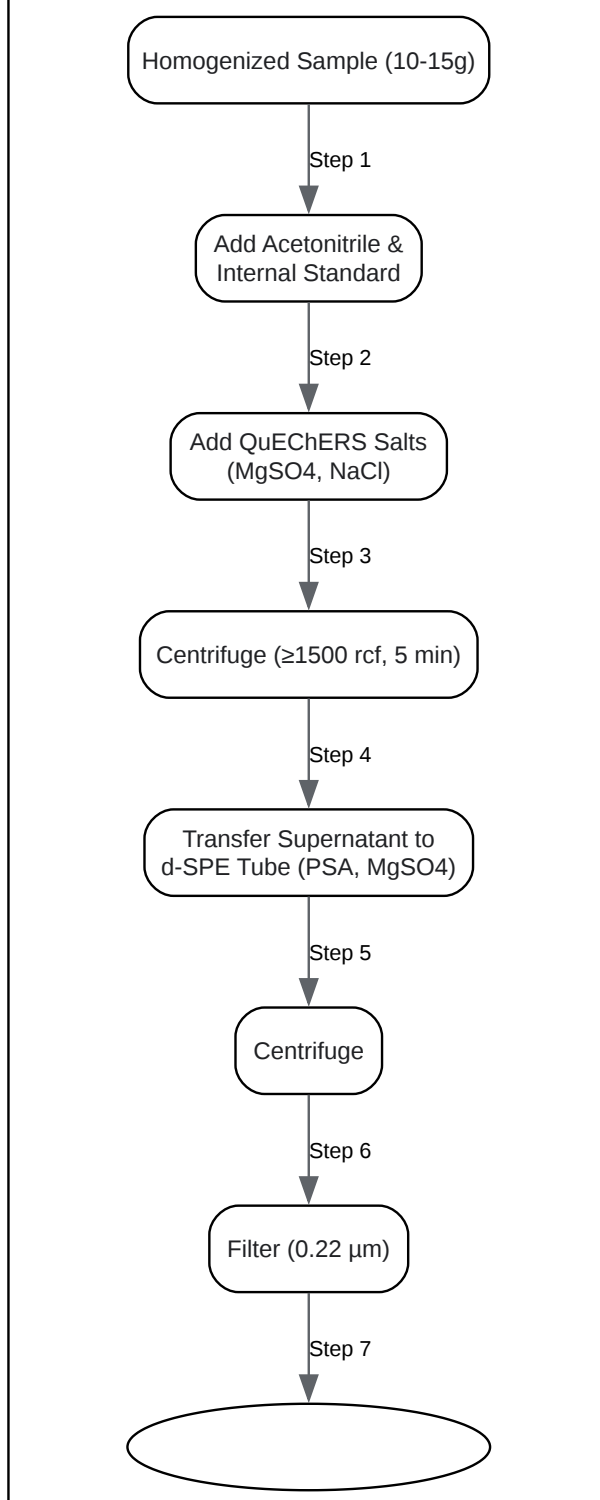 Homogenized Sample (10-15g)
Step 1
Add Acetonitrile &
Internal Standard
Step 2
Add QuEChERS Salts
(MgSO4, NaCl)
Step 3
Centrifuge (≥1500 rcf, 5 min)
Step 4
Transfer Supernatant to
d-SPE Tube (PSA, MgSO4)
Step 5
Centrifuge
Step 6
Filter (0.22 µm)
Step 7